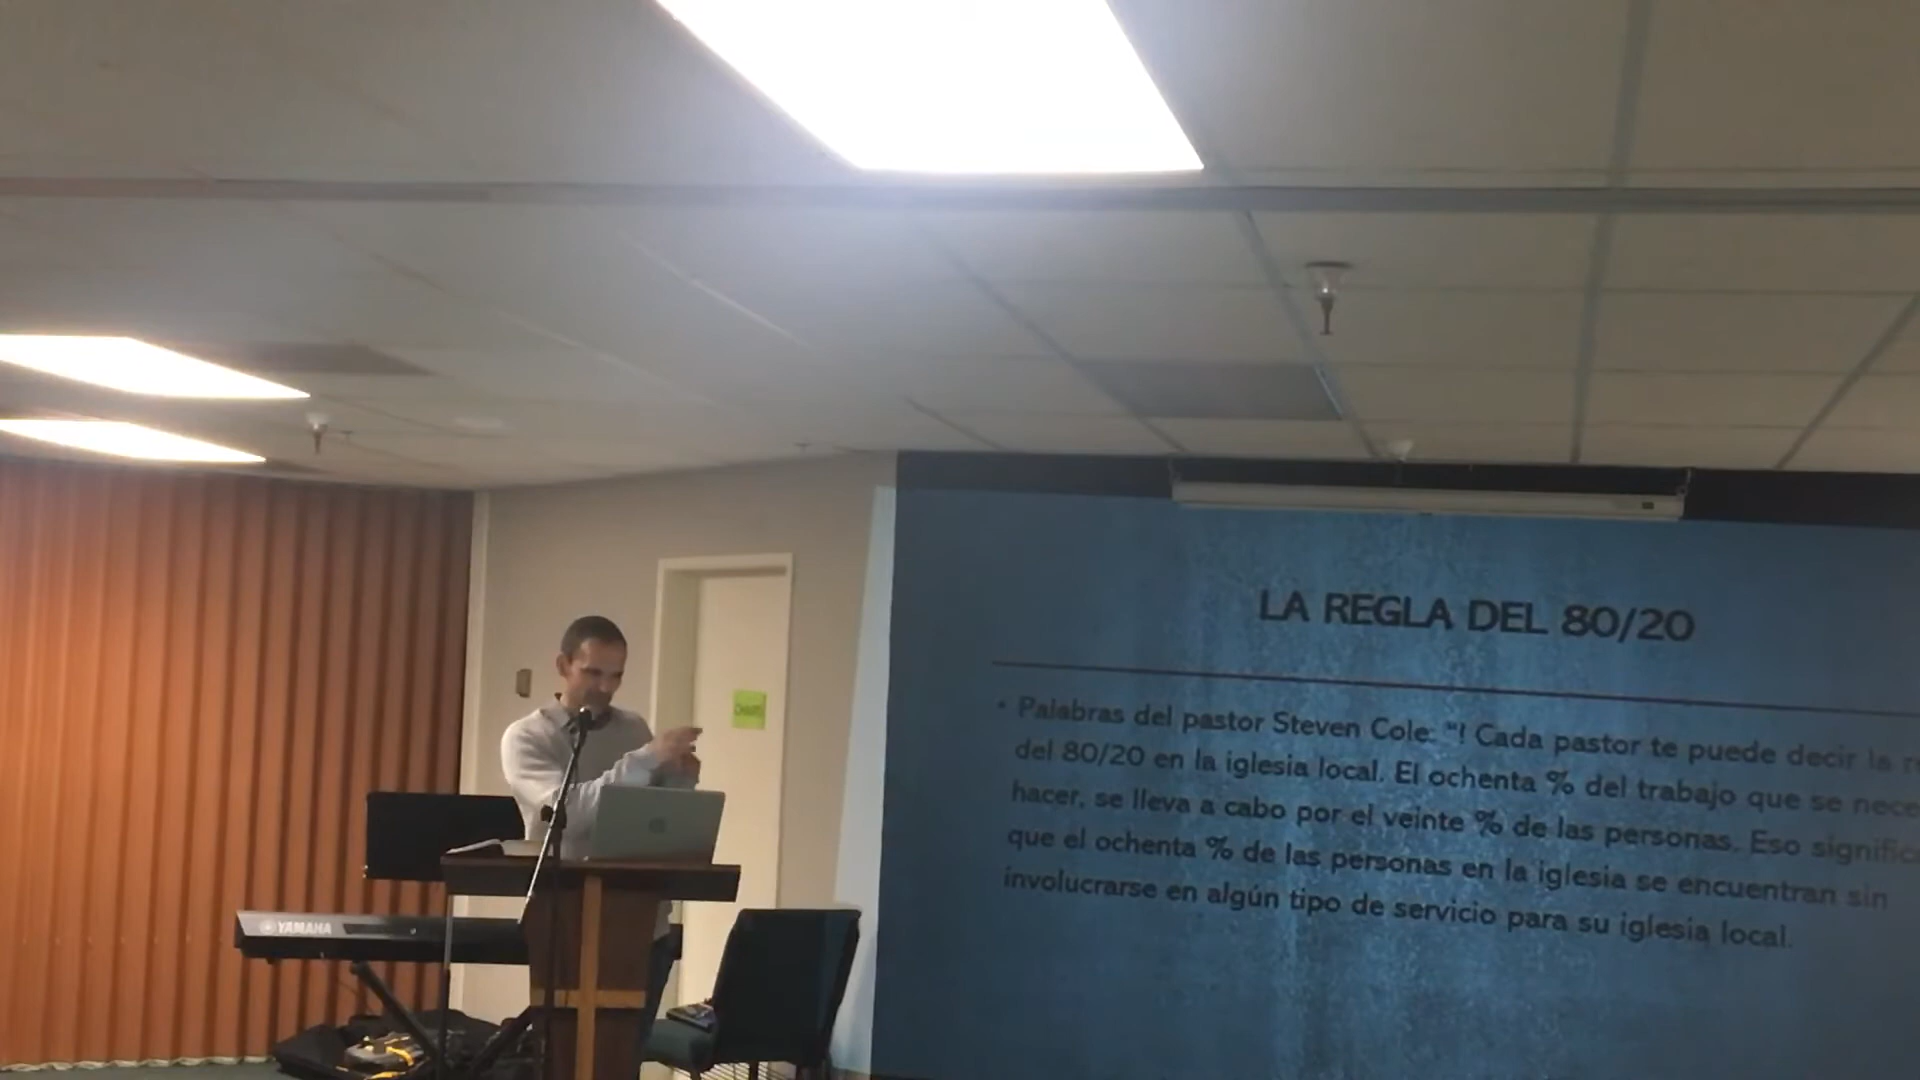 LA REGLA DEL 80/20
• Palabras del pastor Steven Cole: “! Cada pastor te puede decir la
del 80/20 en la iglesia local. El ochenta % del trabajo que se
hacer, se lleva a cabo por el veinte % de las personas. Eso
que el ochenta % de las personas en la iglesia se encuentran sin
involucrarse en algún tipo de servicio para su iglesia local.
YAMAHA